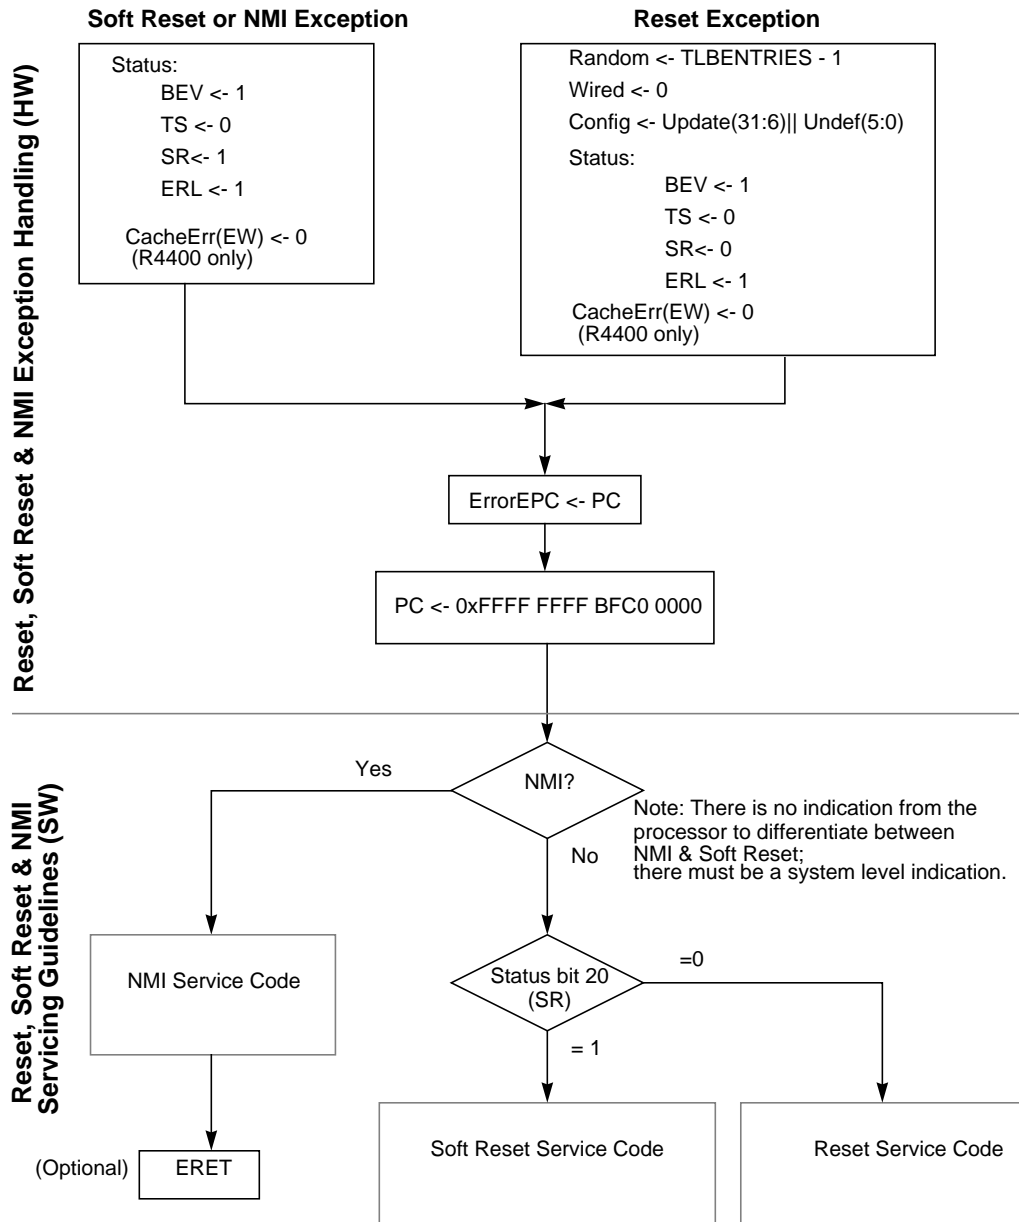 Soft Reset or NMI Exception
Reset Exception
Reset, Soft Reset & NMI Exception Handling (HW)
Status:
BEV <- 1
TS <- 0
SR<- 1
ERL <- 1
CacheErr(EW) <- 0
(R4400 only)
Random <- TLBENTRIES - 1
Wired <- 0
Config <- Update(31:6)|| Undef(5:0)
Status:
BEV <- 1
TS <- 0
SR<- 0
ERL <- 1
CacheErr(EW) <- 0
(R4400 only)
ErrorEPC <- PC
PC <- 0xFFFF FFFF BFC0 0000
Reset, Soft Reset & NMI
Servicing Guidelines (SW)
Yes
NMI?
No
Note: There is no indication from the
processor to differentiate between
NMI & Soft Reset;
there must be a system level indication.
NMI Service Code
Status bit 20
(SR)
=0
= 1
(Optional)
ERET
Soft Reset Service Code
Reset Service Code